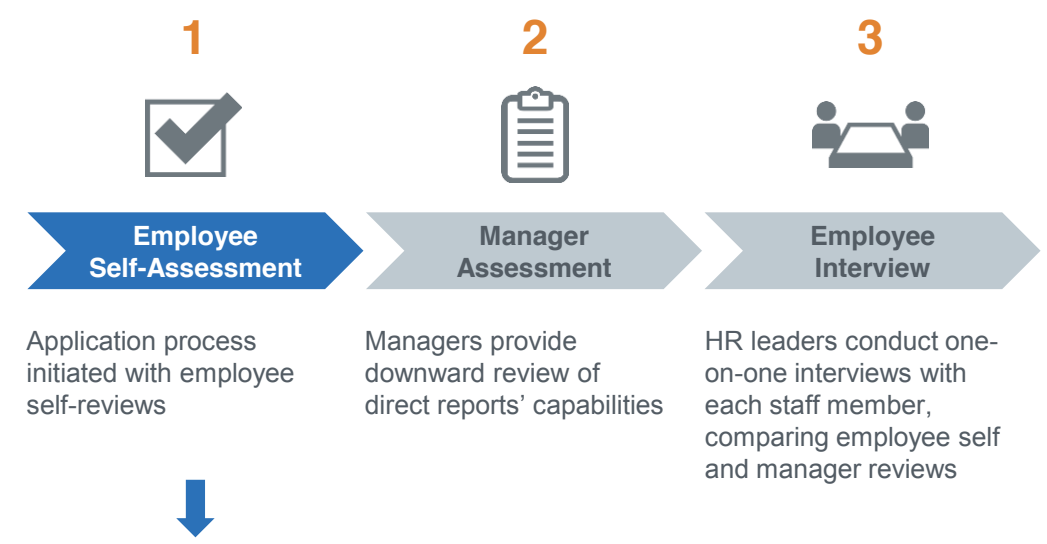 1
2
3
Employee
Self-Assessment
Manager
Assessment
Employee
Interview
Application process
initiated with employee
self-reviews
Managers provide
downward review of
direct reports’ capabilities
HR leaders conduct one-
on-one interviews with
each staff member,
comparing employee self
and manager reviews